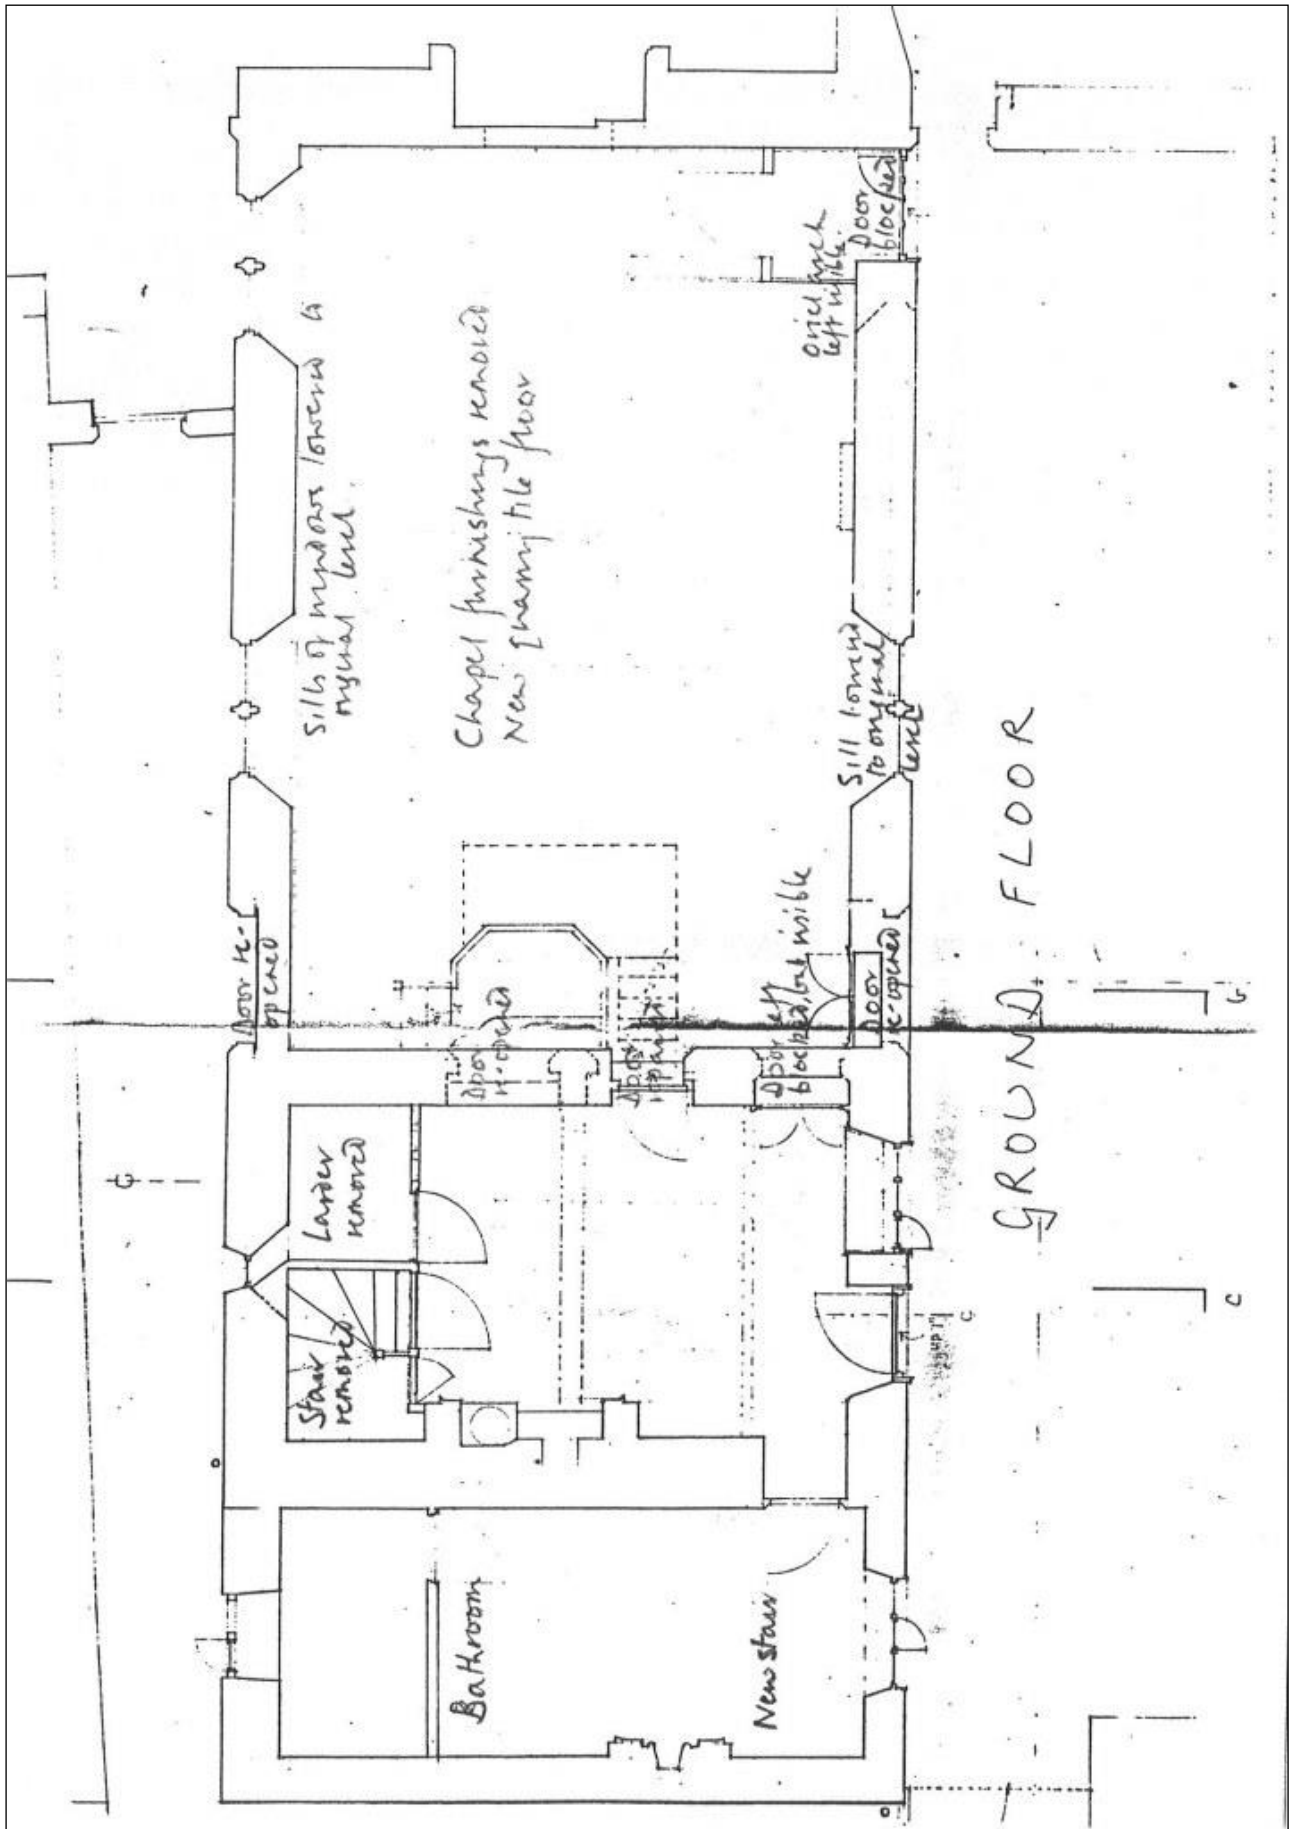 Sills of windows lowered to
original level.
Chapel furnishings removed
New quarry tile floor
oriel arch
left visible.
Door
blocked
Sill lowered
to original
level
Door re-
opened
Door
re-opened
Door
Door left
blocked, but visible
Door
re-opened
Larder
removed
Stair
removed
Bathroom
New stair
GROUND FLOOR
G
G
C
C